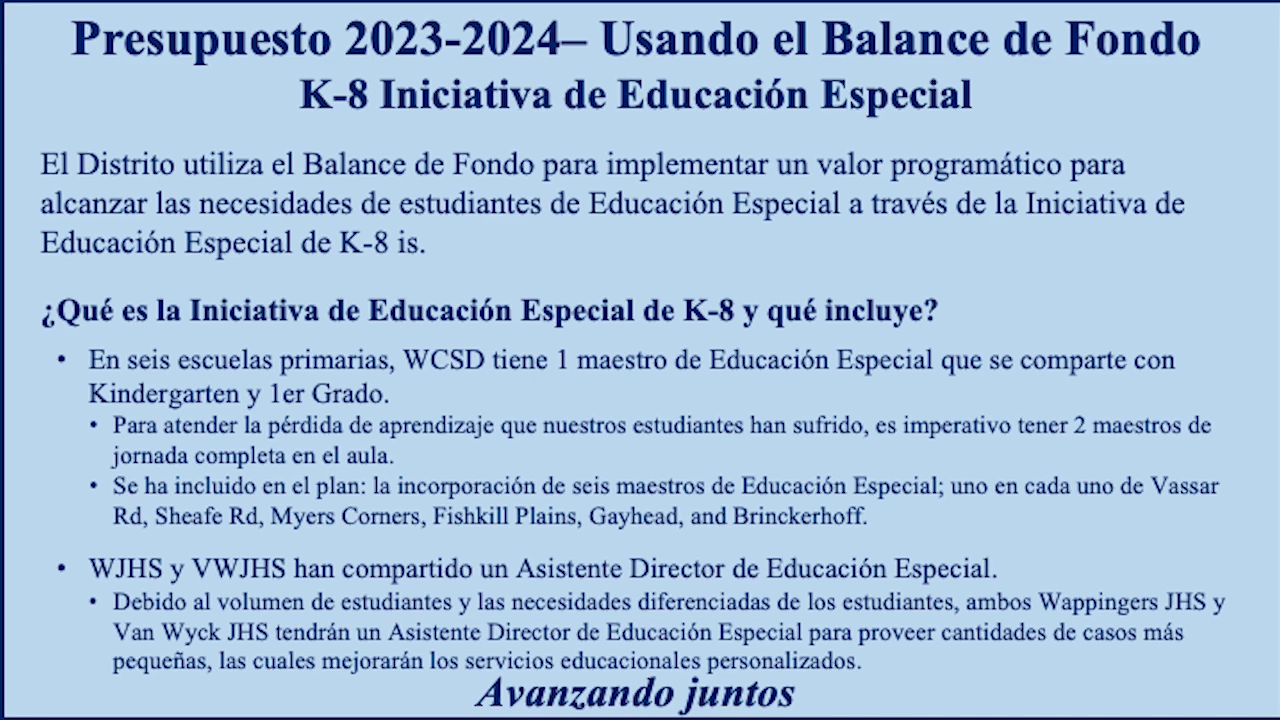 Presupuesto 2023-2024– Usando el Balance de Fondo
K-8 Iniciativa de Educación Especial
El Distrito utiliza el Balance de Fondo para implementar un valor programático para
alcanzar las necesidades de estudiantes de Educación Especial a través de la Iniciativa de
Educación Especial de K-8 is.
¿Qué es la Iniciativa de Educación Especial de K-8 y qué incluye?
• En seis escuelas primarias, WCSD tiene 1 maestro de Educación Especial que se comparte con
Kindergarten y 1er Grado.
• Para atender la pérdida de aprendizaje que nuestros estudiantes han sufrido, es imperativo tener 2 maestros de
jornada completa en el aula.
• Se ha incluido en el plan: la incorporación de seis maestros de Educación Especial; uno en cada uno de Vassar
Rd, Sheafe Rd, Myers Corners, Fishkill Plains, Gayhead, and Brinckerhoff.
• WJHS y VWJHS han compartido un Asistente Director de Educación Especial.
• Debido al volumen de estudiantes y las necesidades diferenciadas de los estudiantes, ambos Wappingers JHS y
Van Wyck JHS tendrán un Asistente Director de Educación Especial para proveer cantidades de casos más
pequeñas, las cuales mejorarán los servicios educacionales personalizados.
Avanzando juntos